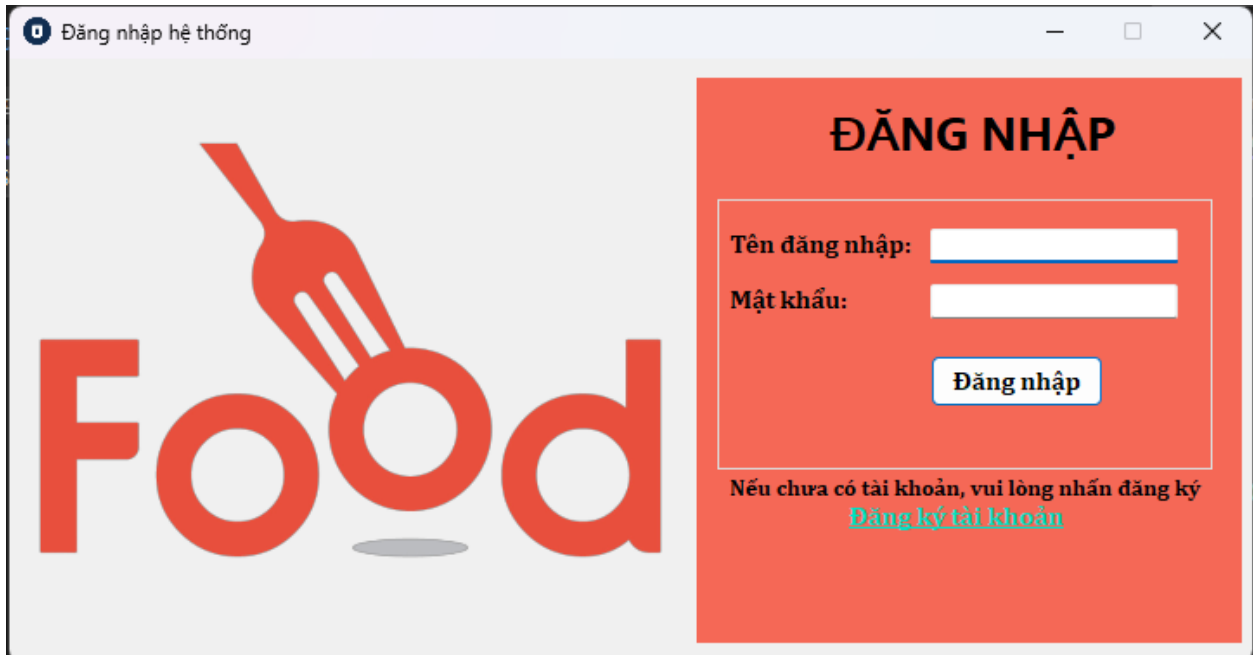 Đăng nhập hệ thống
Food
ĐĂNG NHẬP
Tên đăng nhập:
Mật khẩu:
Đăng nhập
Nếu chưa có tài khoản, vui lòng nhấn đăng ký
Đăng ký tài khoản